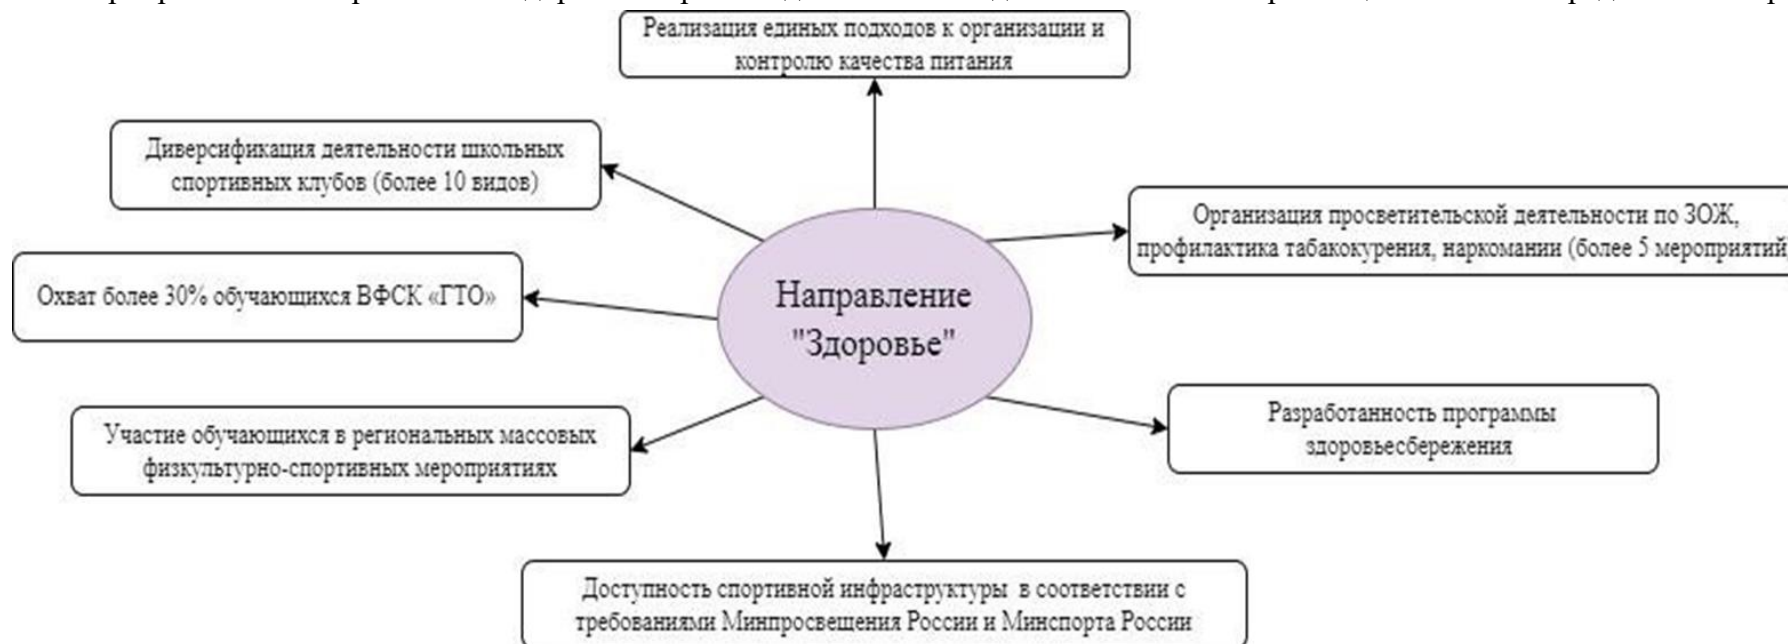 Реализация единых подходов к организации и
контролю качества питания
Диверсификация деятельности школьных
спортивных клубов (более 10 видов)
Организация просветительской деятельности по ЗОЖ,
профилактика табакокурения, наркомании (более 5 мероприятий
Охват более 30% обучающихся ВФСК «ГТО»
Направление
"Здоровье"
Участие обучающихся в региональных массовых
физкультурно-спортивных мероприятиях
Разработанность программы
здоровьесбережения
Доступность спортивной инфраструктуры в соответствии с
требованиями Минпросвещения России и Минспорта России